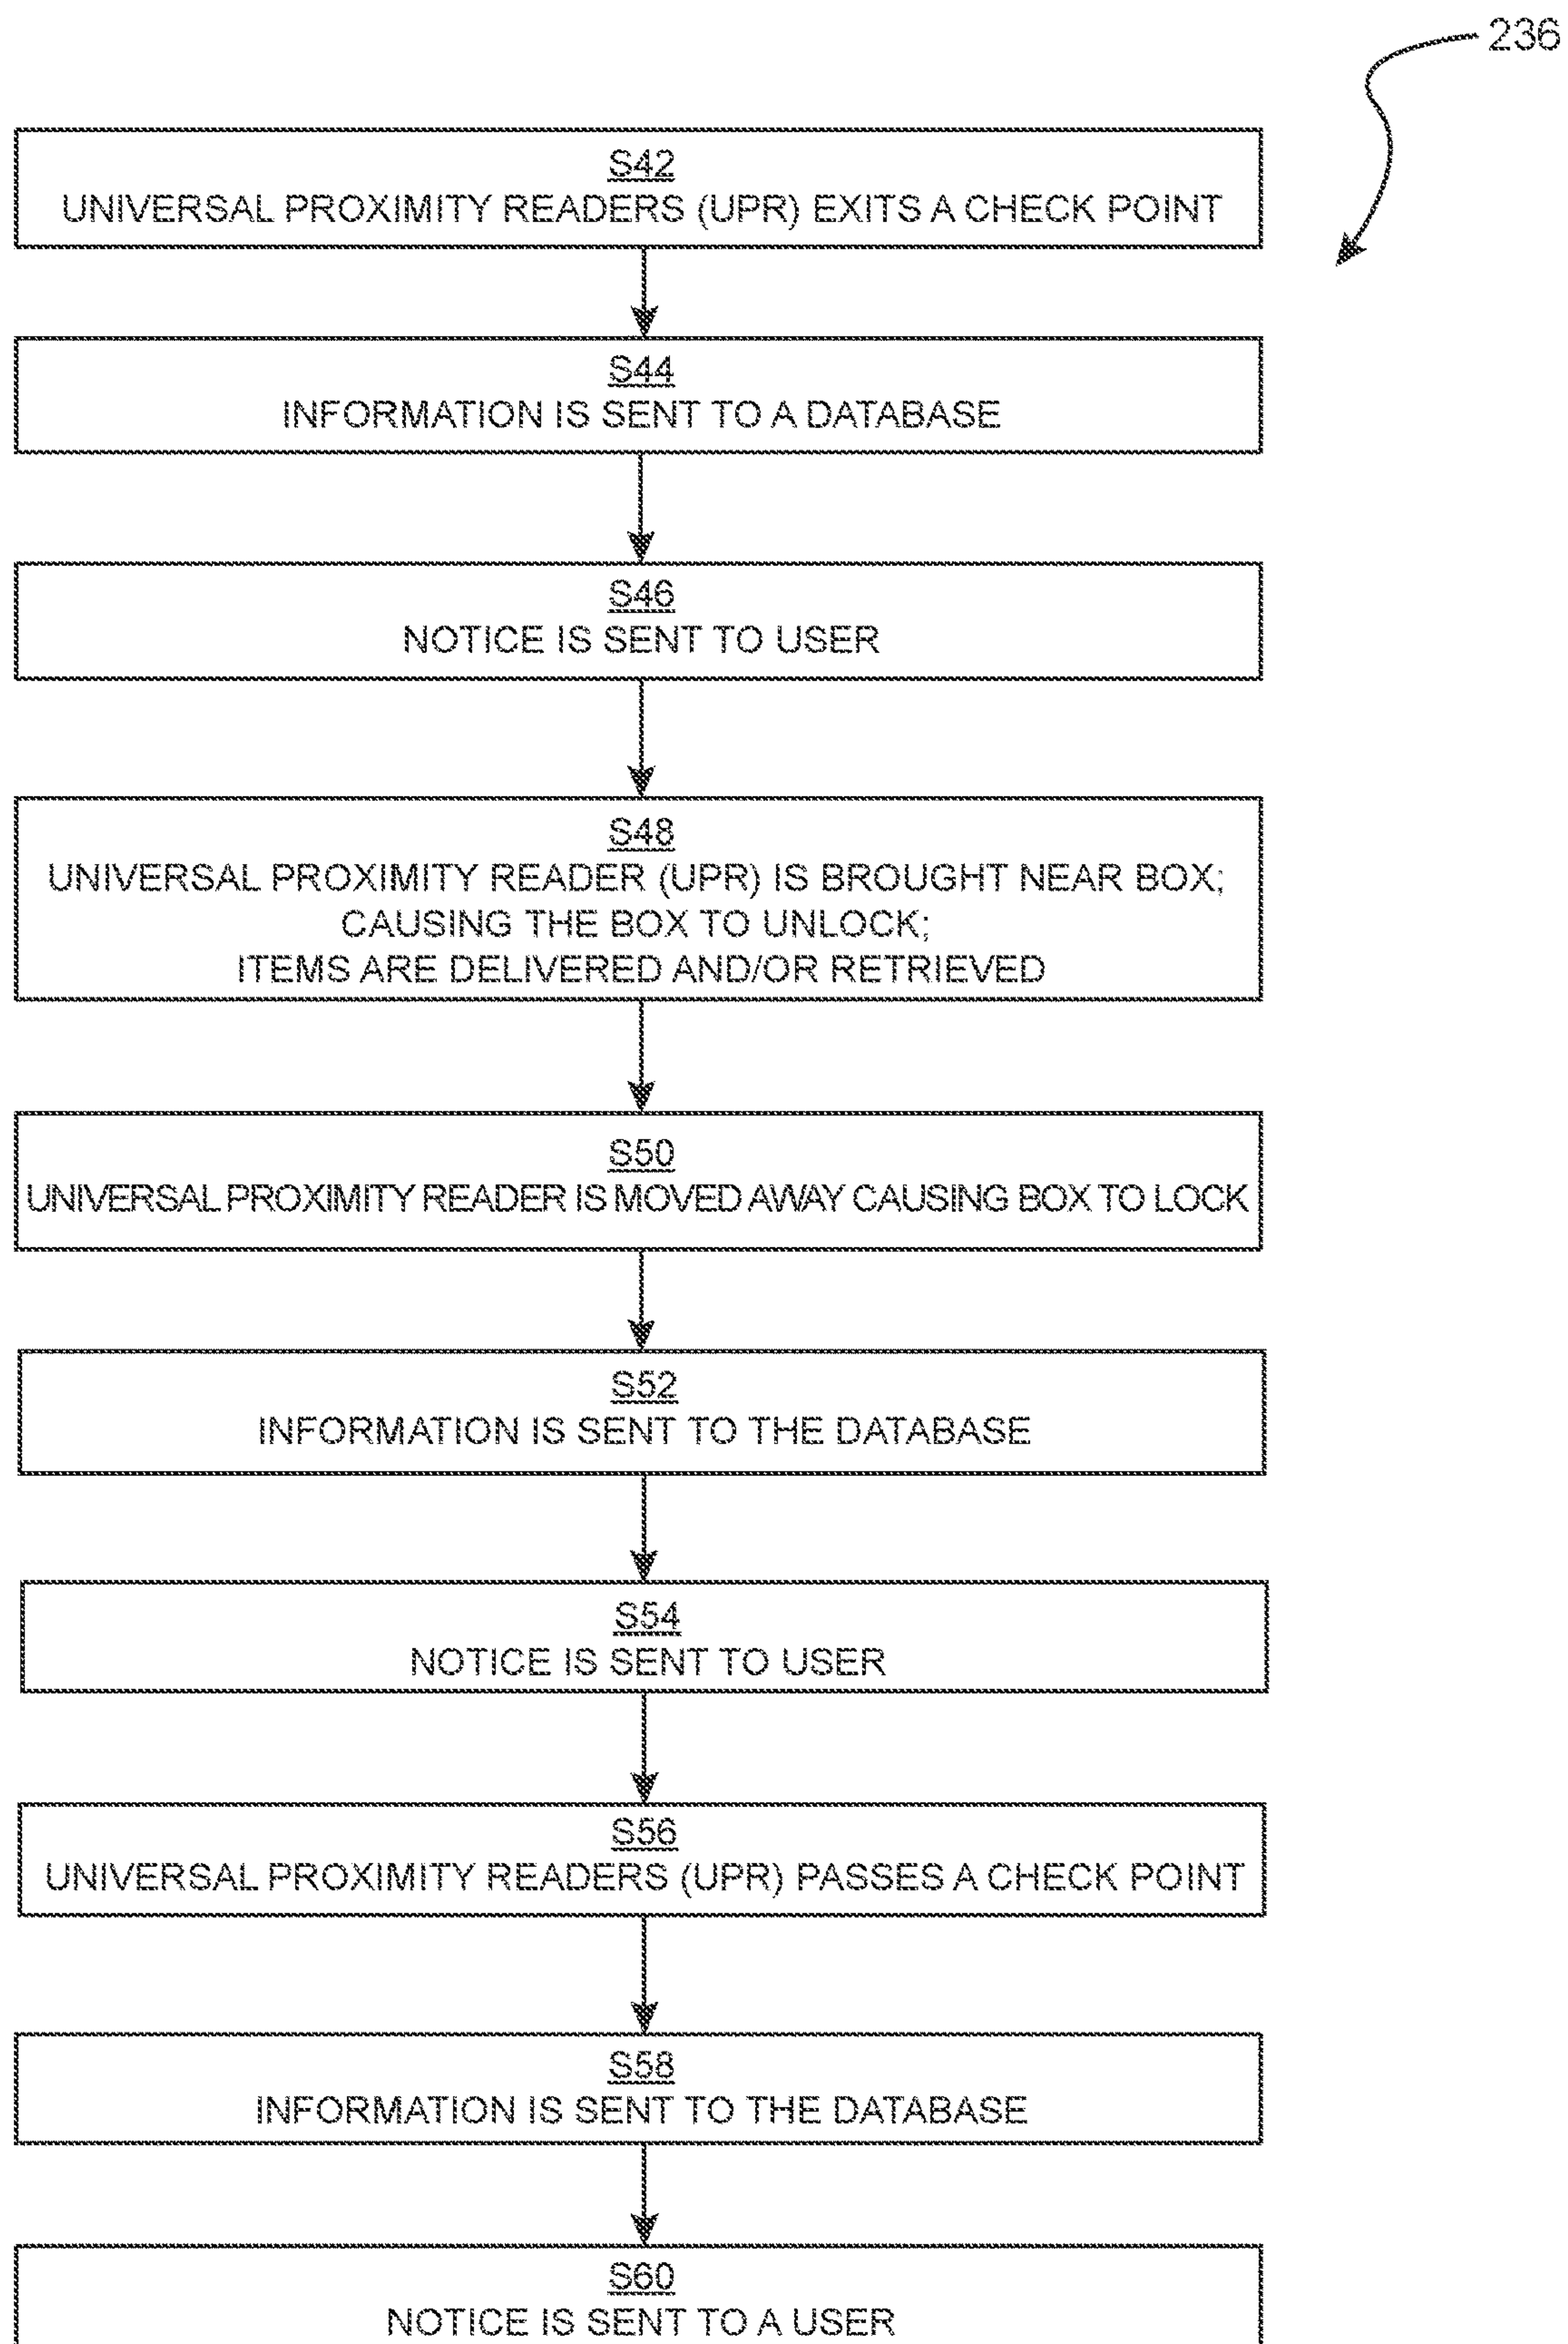 236
S42
UNIVERSAL PROXIMITY READERS (UPR) EXITS A CHECK POINT
S44
INFORMATION IS SENT TO A DATABASE
S46
NOTICE IS SENT TO USER
S48
UNIVERSAL PROXIMITY READER (UPR) IS BROUGHT NEAR BOX;
CAUSING THE BOX TO UNLOCK;
ITEMS ARE DELIVERED AND/OR RETRIEVED
S50
UNIVERSAL PROXIMITY READER IS MOVED AWAY CAUSING BOX TO LOCK
S52
INFORMATION IS SENT TO THE DATABASE
S54
NOTICE IS SENT TO USER
S56
UNIVERSAL PROXIMITY READERS (UPR) PASSES A CHECK POINT
S58
INFORMATION IS SENT TO THE DATABASE
S60
NOTICE IS SENT TO A USER